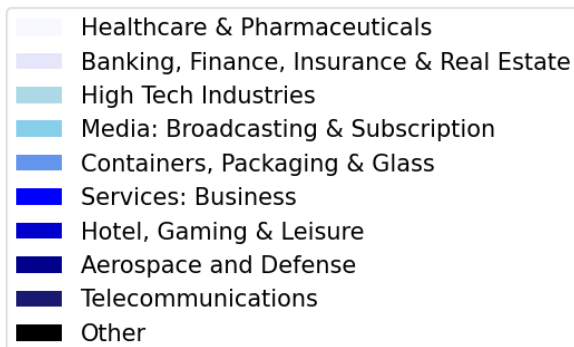 Healthcare & Pharmaceuticals
Banking, Finance, Insurance & Real Estate
High Tech Industries
Media: Broadcasting & Subscription
Containers, Packaging & Glass
Services: Business
Hotel, Gaming & Leisure
Aerospace and Defense
Telecommunications
Other